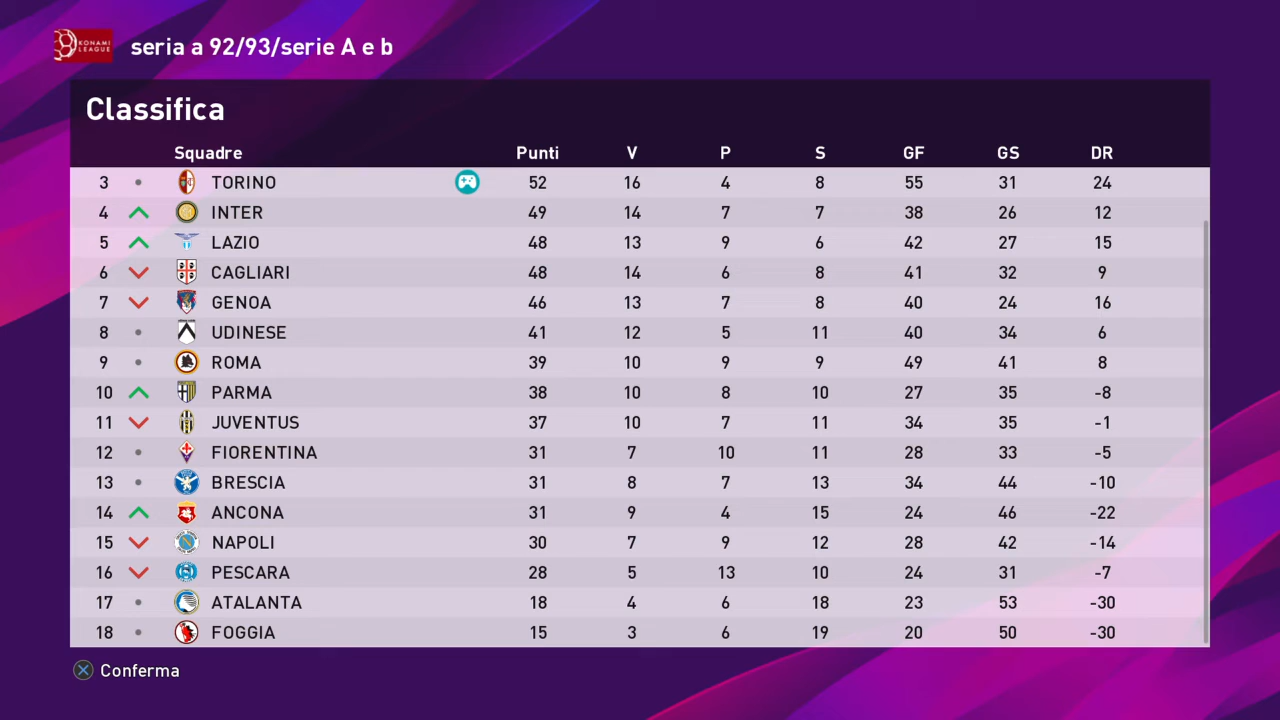 KONAMI
LEAGUE
seria a 92/93/serie A e b
Classifica
Squadre Punti V P S GF GS DR
3 TORINO 52 16 4 8 55 31 24
4 INTER 49 14 7 7 38 26 12
5 LAZIO 48 13 9 6 42 27 15
6 CAGLIARI 48 14 6 8 41 32 9
7 GENOA 46 13 7 8 40 24 16
8 UDINESE 41 12 5 11 40 34 6
9 ROMA 39 10 9 9 49 41 8
10 PARMA 38 10 8 10 27 35 -8
11 JUVENTUS 37 10 7 11 34 35 -1
12 FIORENTINA 31 7 10 11 28 33 -5
13 BRESCIA 31 8 7 13 34 44 -10
14 ANCONA 31 9 4 15 24 46 -22
15 NAPOLI 30 7 9 12 28 42 -14
16 PESCARA 28 5 13 10 24 31 -7
17 ATALANTA 18 4 6 18 23 53 -30
18 FOGGIA 15 3 6 19 20 50 -30
Conferma